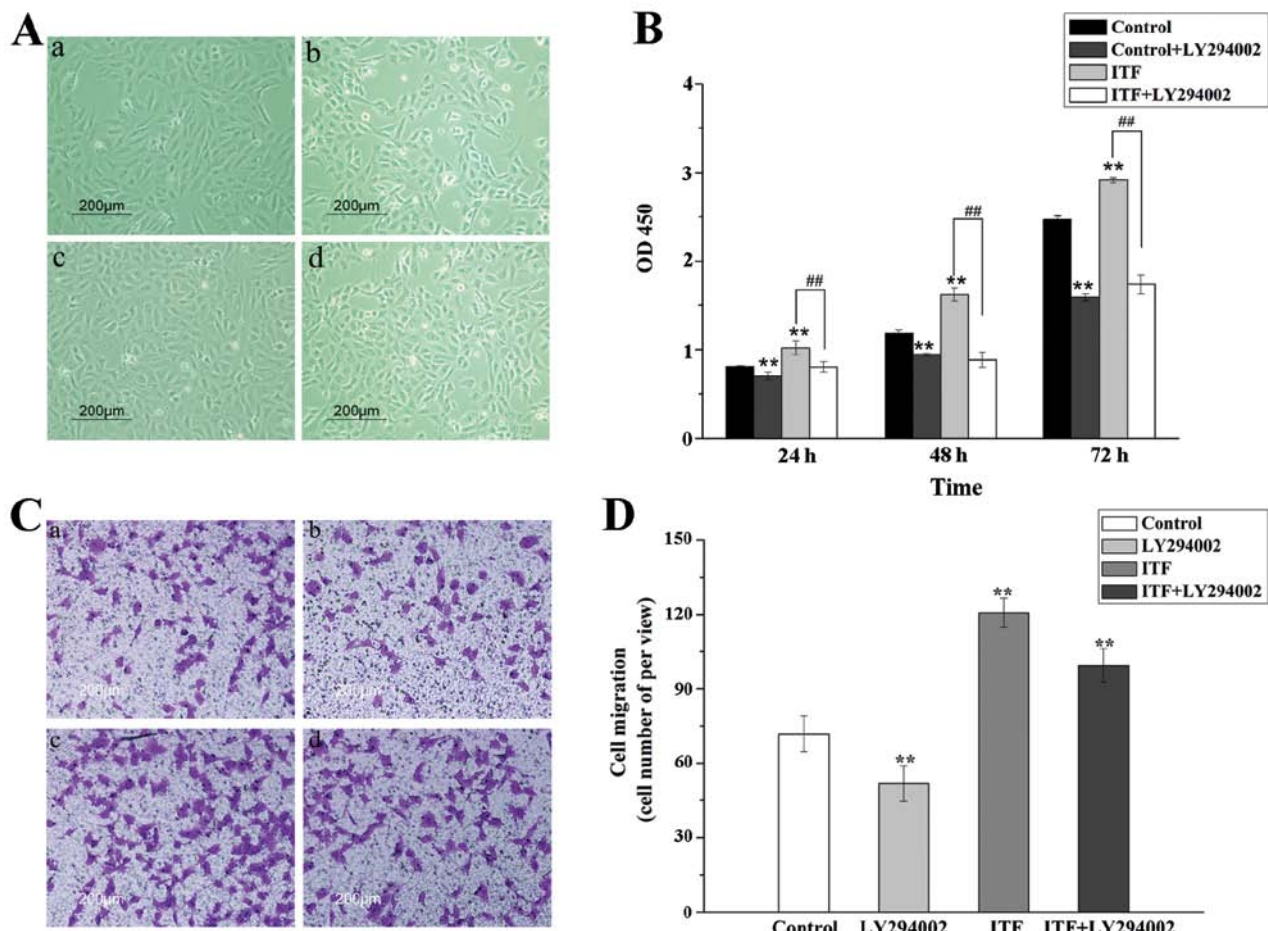 A
a
b
200μm
200μm
c
d
200μm
200μm
B
Control
Control+LY294002
ITF
ITF+LY294002
OD 450
4
3
2
1
0
**
**
##
**
**
##
**
**
##
24 h
48 h
72 h
Time
C
a
b
200μm
200μm
c
d
200μm
200μm
D
Control
LY294002
ITF
ITF+LY294002
Cell migration
(cell number of per view)
150
120
90
60
30
0
**
**
**
Control
LY294002
ITF
ITF+LY294002